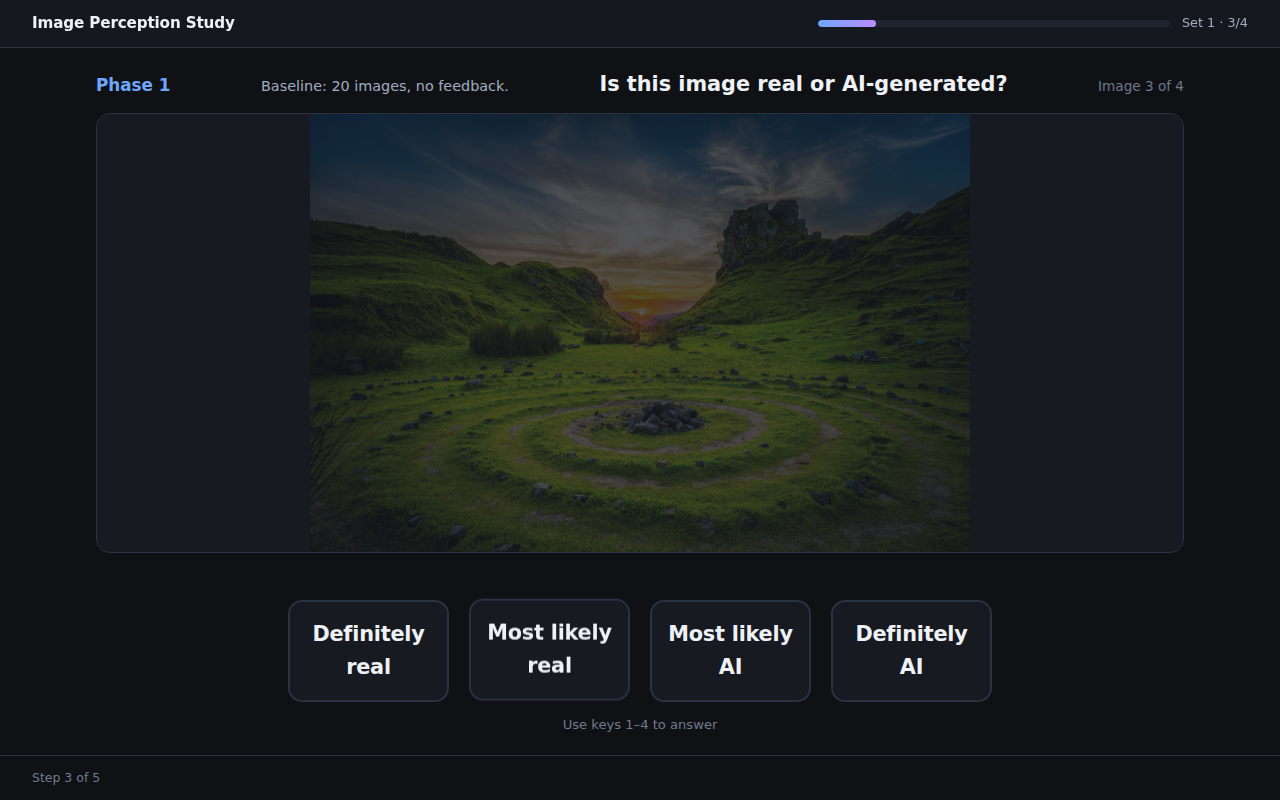 Image Perception Study
Set 1 · 3/4
Phase 1
Baseline: 20 images, no feedback.
Is this image real or AI-generated?
Image 3 of 4
Definitely
real
Most likely
real
Most likely
AI
Definitely
AI
Use keys 1–4 to answer
Step 3 of 5